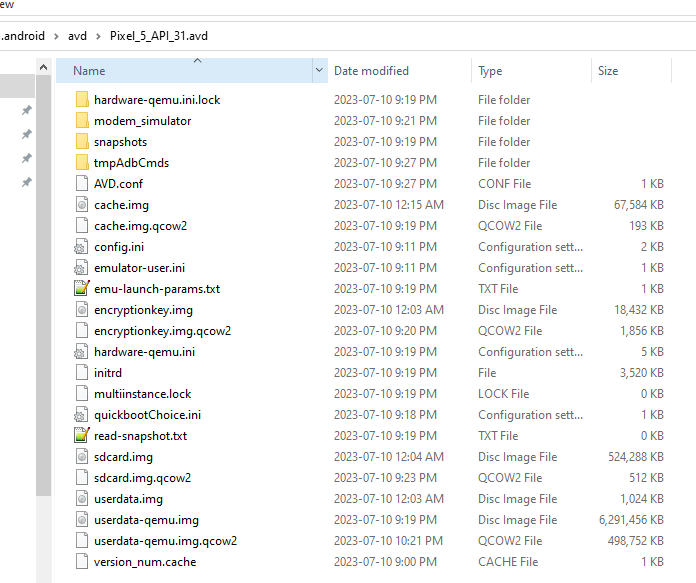 ew
.android > avd > Pixel_5_API_31.avd
Name Date modified Type Size
hardware-qemu.ini.lock 2023-07-10 9:19 PM File folder
modem_simulator 2023-07-10 9:21 PM File folder
snapshots 2023-07-10 9:19 PM File folder
tmpAdbCmds 2023-07-10 9:27 PM File folder
AVD.conf 2023-07-10 9:27 PM CONF File 1 KB
cache.img 2023-07-10 12:15 AM Disc Image File 67,584 KB
cache.img.qcow2 2023-07-10 9:19 PM QCOW2 File 193 KB
config.ini 2023-07-10 9:11 PM Configuration sett... 2 KB
emulator-user.ini 2023-07-10 9:11 PM Configuration sett... 1 KB
emu-launch-params.txt 2023-07-10 9:19 PM TXT File 1 KB
encryptionkey.img 2023-07-10 12:03 AM Disc Image File 18,432 KB
encryptionkey.img.qcow2 2023-07-10 9:20 PM QCOW2 File 1,856 KB
hardware-qemu.ini 2023-07-10 9:19 PM Configuration sett... 5 KB
initrd 2023-07-10 9:19 PM File 3,520 KB
multiinstance.lock 2023-07-10 9:19 PM LOCK File 0 KB
quickbootChoice.ini 2023-07-10 9:18 PM Configuration sett... 1 KB
read-snapshot.txt 2023-07-10 9:19 PM TXT File 0 KB
sdcard.img 2023-07-10 12:04 AM Disc Image File 524,288 KB
sdcard.img.qcow2 2023-07-10 9:23 PM QCOW2 File 512 KB
userdata.img 2023-07-10 12:03 AM Disc Image File 1,024 KB
userdata-qemu.img 2023-07-10 9:19 PM Disc Image File 6,291,456 KB
userdata-qemu.img.qcow2 2023-07-10 10:21 PM QCOW2 File 498,752 KB
version_num.cache 2023-07-10 9:00 PM CACHE File 1 KB